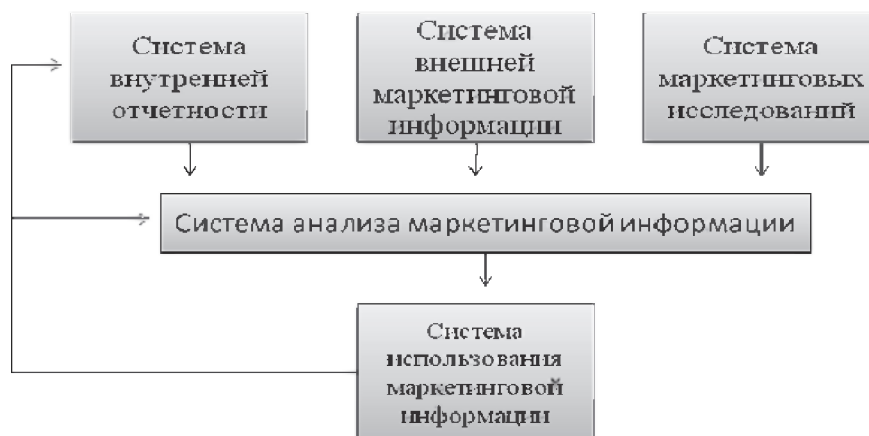 Система
внутренней
отчетности
Система
внешней
маркетинговой
информации
Система
маркетинговых
исследований
Система анализа маркетинговой информации
Система
использования
маркетинговой
информации